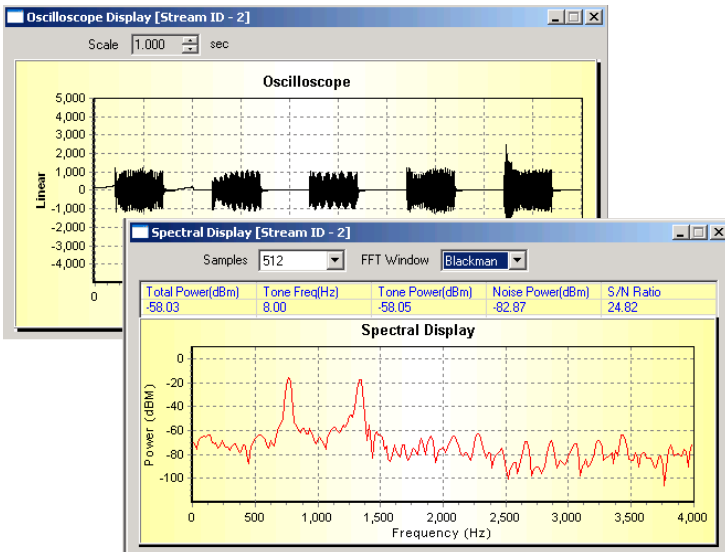 Oscilloscope Display [Stream ID - 2]
Scale 1.000 sec
Oscilloscope
5,000
4,000
3,000
2,000
1,000
0
-1,000
-2,000
-3,000
-4,000
Linear
0
Spectral Display [Stream ID - 2]
Samples 512 FFT Window Blackman
Total Power(dBm) Tone Freq(Hz) Tone Power(dBm) Noise Power(dBm) S/N Ratio
-58.03 8.00 -58.05 -82.87 24.82
Spectral Display
0
-20
-40
-60
-80
-100
Power (dBM)
0 500 1,000 1,500 2,000 2,500 3,000 3,500 4,000
Frequency (Hz)